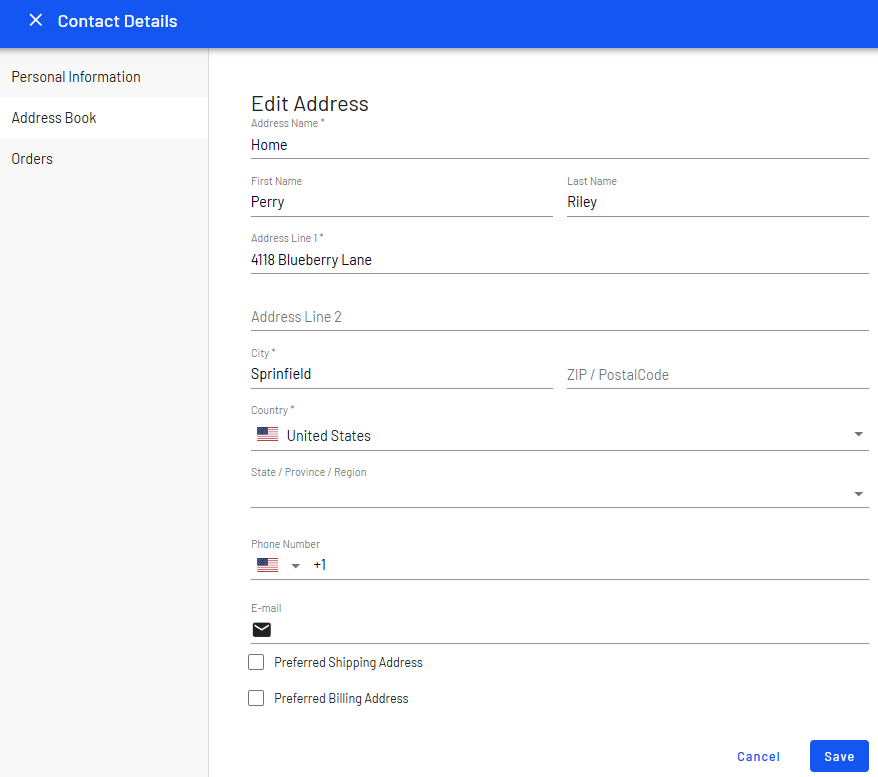 Contact Details
Personal Information
Address Book
Orders
Edit Address
Address Name *
Home
First Name
Last Name
Perry
Riley
Address Line 1 *
4118 Blueberry Lane
Address Line 2
City *
Sprinfield
ZIP / PostalCode
Country *
United States
State / Province / Region
Phone Number
+1
E-mail
Preferred Shipping Address
Preferred Billing Address
Cancel
Save